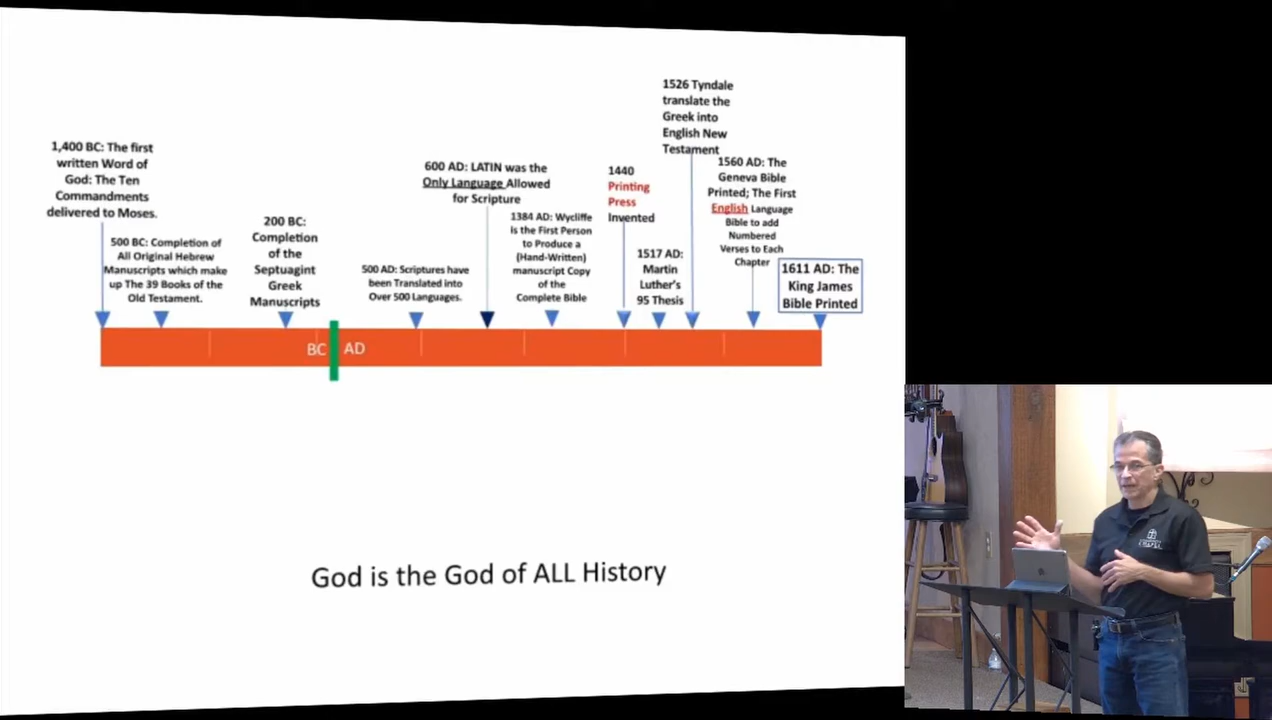 1,400 BC: The first
written Word of
God: The Ten
Commandments
delivered to Moses.
500 BC: Completion of
All Original Hebrew
Manuscripts which make
up The 39 Books of the
Old Testament.
200 BC:
Completion
of the
Septuagint
Greek
Manuscripts
500 AD: Scriptures have
been Translated into
Over 500 Languages.
600 AD: LATIN was the
Only Language Allowed
for Scripture
1384 AD: Wycliffe
is the First Person
to Produce a
(Hand-Written)
manuscript Copy
of the
Complete Bible
1440
Printing
Press
Invented
1517 AD:
Martin
Luther's
95 Thesis
1526 Tyndale
translate the
Greek into
English New
Testament
1560 AD: The
Geneva Bible
Printed; The First
English Language
Bible to add
Numbered
Verses to Each
Chapter
1611 AD: The
King James
Bible Printed
BC AD
God is the God of ALL History